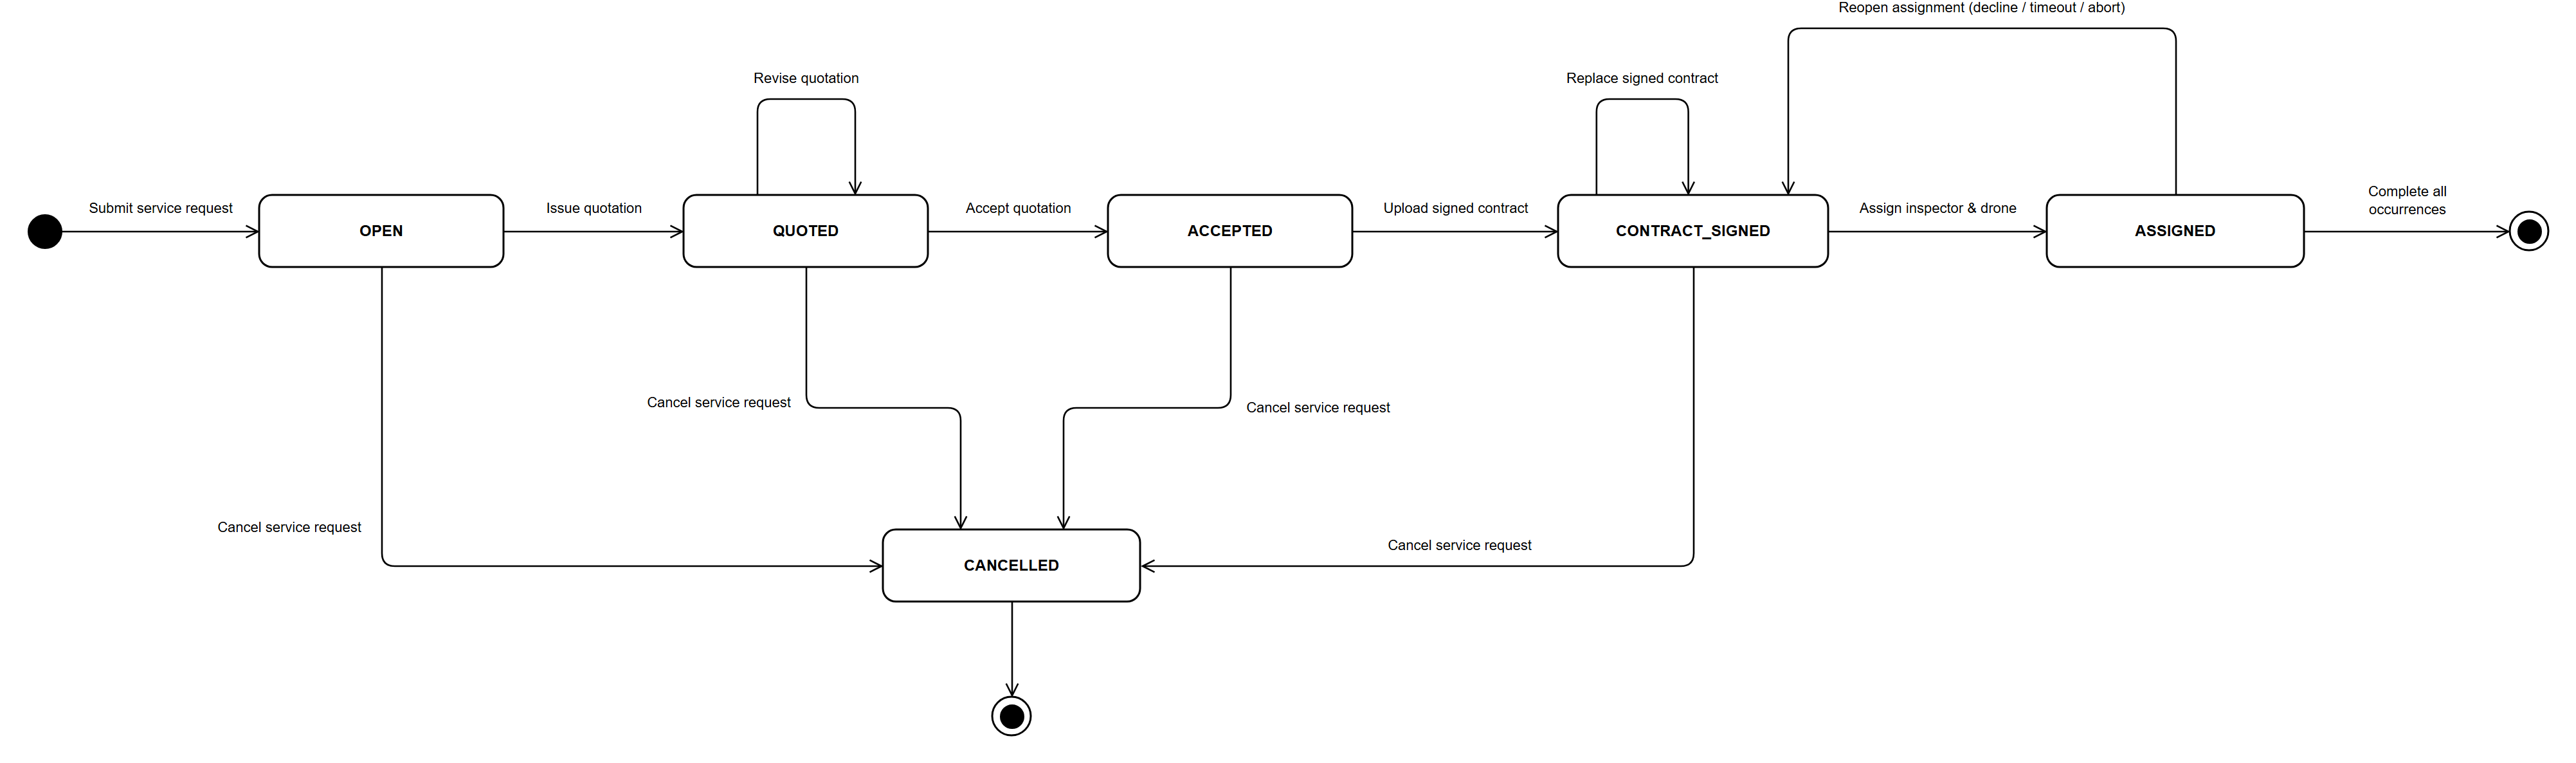 Reopen assignment (decline / timeout / abort)
Revise quotation
Replace signed contract
Submit service request
OPEN
Issue quotation
QUOTED
Accept quotation
ACCEPTED
Upload signed contract
CONTRACT_SIGNED
Assign inspector & drone
ASSIGNED
Complete all
occurrences
Cancel service request
Cancel service request
Cancel service request
Cancel service request
CANCELLED